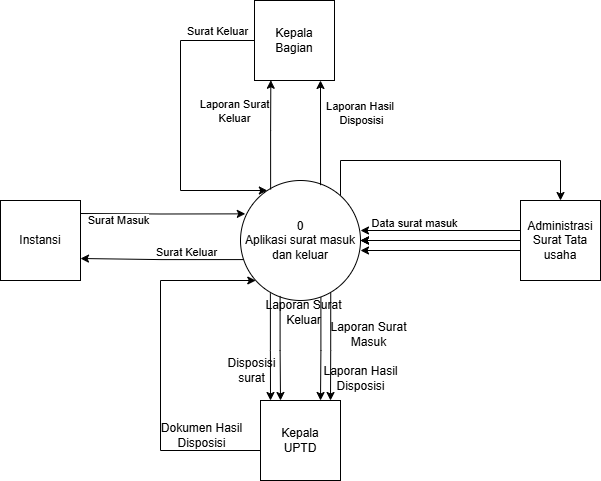 Surat Keluar
Kepala
Bagian
Laporan Surat
Keluar
Laporan Hasil
Disposisi
Instansi
Surat Masuk
Surat Keluar
0
Aplikasi surat masuk
dan keluar
Data surat masuk
Administrasi
Surat Tata
usaha
Laporan Surat
Keluar
Laporan Surat
Masuk
Disposisi
surat
Laporan Hasil
Disposisi
Dokumen Hasil
Disposisi
Kepala
UPTD